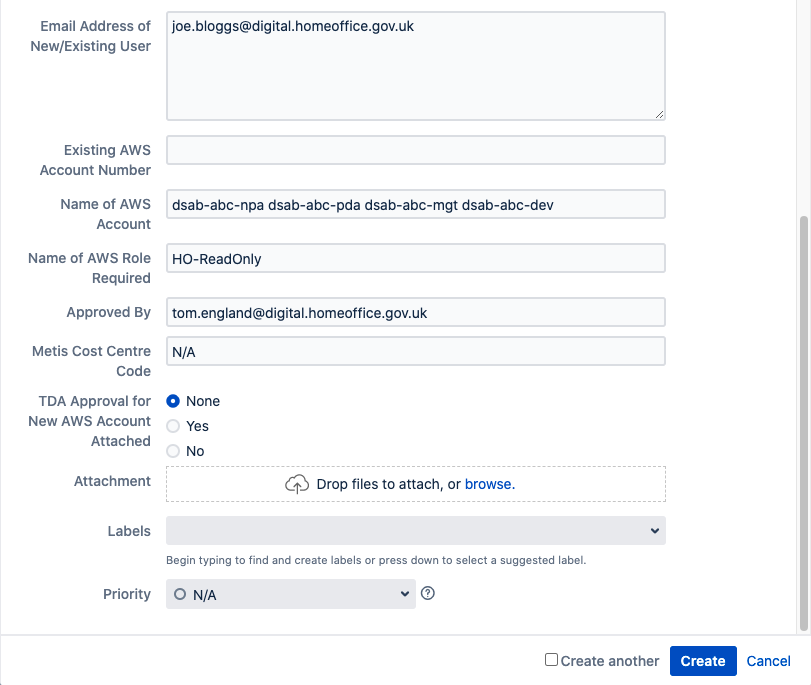 Email Address of
New/Existing User
joe.bloggs@digital.homeoffice.gov.uk
Existing AWS
Account Number
Name of AWS
Account
dsab-abc-npa dsab-abc-pda dsab-abc-mgt dsab-abc-dev
Name of AWS Role
Required
HO-ReadOnly
Approved By
tom.england@digital.homeoffice.gov.uk
Metis Cost Centre
Code
N/A
TDA Approval for
New AWS Account
Attached
None
Yes
No
Attachment
Drop files to attach, or browse.
Labels
Begin typing to find and create labels or press down to select a suggested label.
Priority
N/A
?
Create another
Create
Cancel